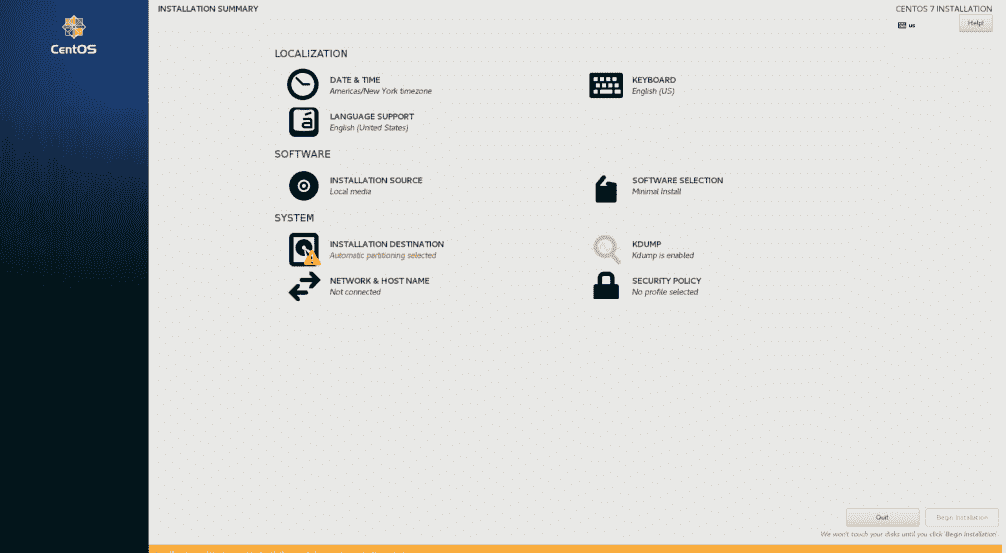 INSTALLATION SUMMARY
CENTOS 7 INSTALLATION
us
Help!
CentOS
LOCALIZATION
DATE & TIME
Americas/New York timezone
KEYBOARD
English (US)
LANGUAGE SUPPORT
English (United States)
SOFTWARE
INSTALLATION SOURCE
Local media
SOFTWARE SELECTION
Minimal Install
SYSTEM
INSTALLATION DESTINATION
Automatic partitioning selected
KDUMP
Kdump is enabled
NETWORK & HOST NAME
Not connected
SECURITY POLICY
No profile selected
Quit
Begin Installation
We won't touch your disks until you click 'Begin Installation